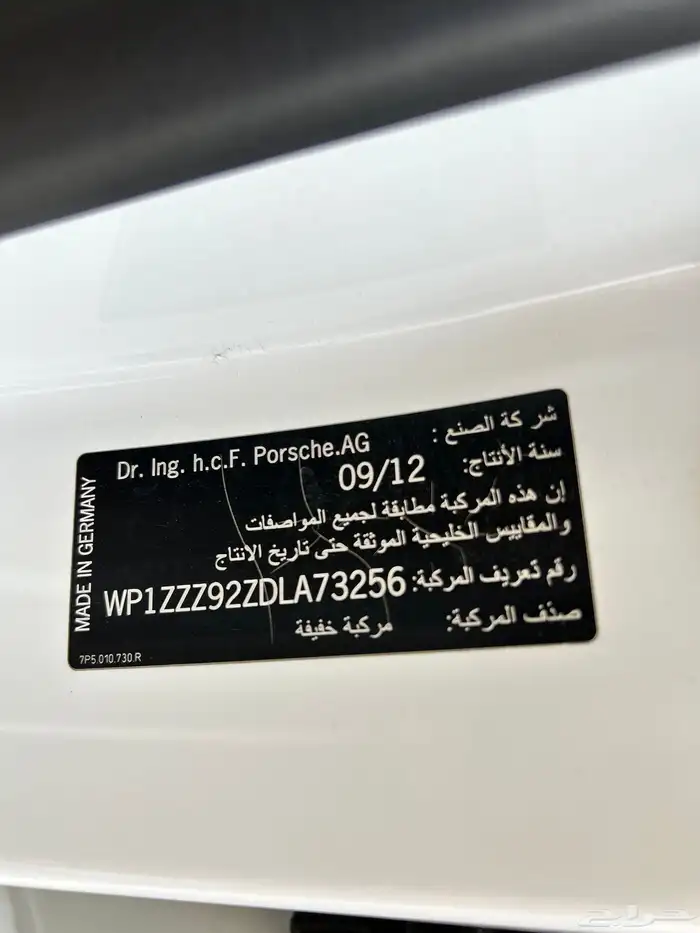 شركة الصنع : Dr. Ing. h.c.F. Porsche.AG
سنة الأنتاج: 09/12
إن هذه المركبة مطابقة لجميع المواصفات
والمقاييس الخليجية الموثقة حتى تاريخ الانتاج
رقم تعريف المركبة: WP1ZZZ92ZDLA73256
صنف المركبة: مركبة خفيفة
MADE IN GERMANY
7P5.010.730.R
حراج